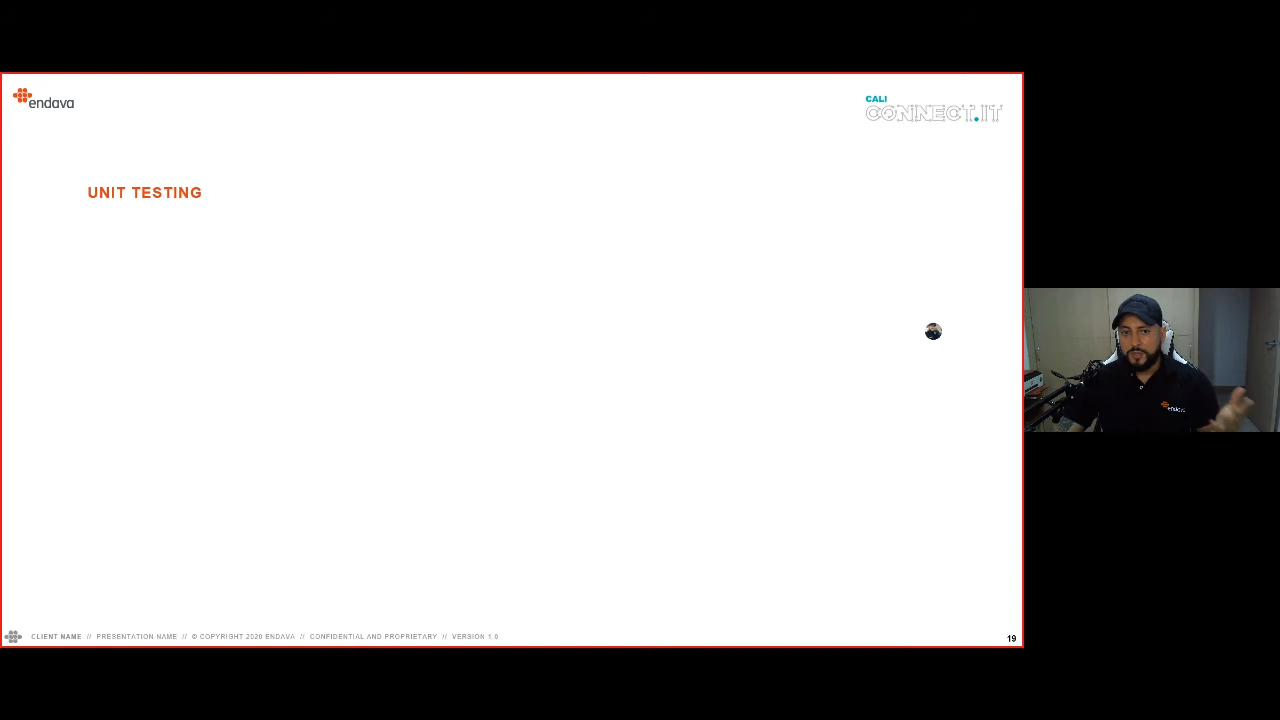 endava
CALI
CONNECT.IT
UNIT TESTING
CLIENT NAME // PRESENTATION NAME // © COPYRIGHT 2020 ENDAVA // CONFIDENTIAL AND PROPRIETARY // VERSION 1.0
19
endava